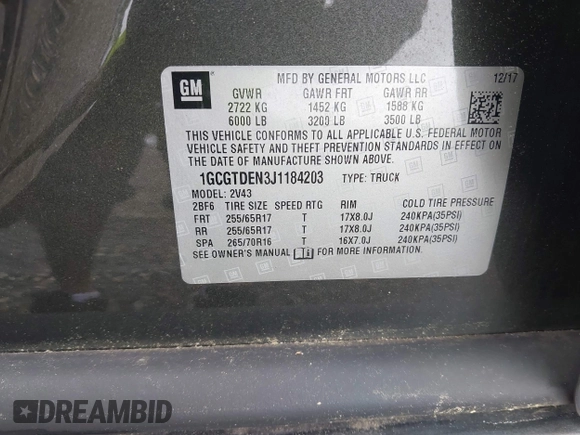 GM
MFD BY GENERAL MOTORS LLC
12/17
GVWR GAWR FRT GAWR RR
2722 KG 1452 KG 1588 KG
6000 LB 3200 LB 3500 LB
THIS VEHICLE CONFORMS TO ALL APPLICABLE U.S. FEDERAL MOTOR
VEHICLE SAFETY AND THEFT PREVENTION STANDARDS IN EFFECT ON
THE DATE OF MANUFACTURE SHOWN ABOVE.
1GCGTDEN3J1184203 TYPE: TRUCK
MODEL: 2V43
2BF6 TIRE SIZE SPEED RTG RIM COLD TIRE PRESSURE
FRT 255/65R17 T 17X8.0J 240KPA(35PSI)
RR 255/65R17 T 17X8.0J 240KPA(35PSI)
SPA 265/70R16 T 16X7.0J 240KPA(35PSI)
SEE OWNER'S MANUAL FOR MORE INFORMATION.
DREAMBID